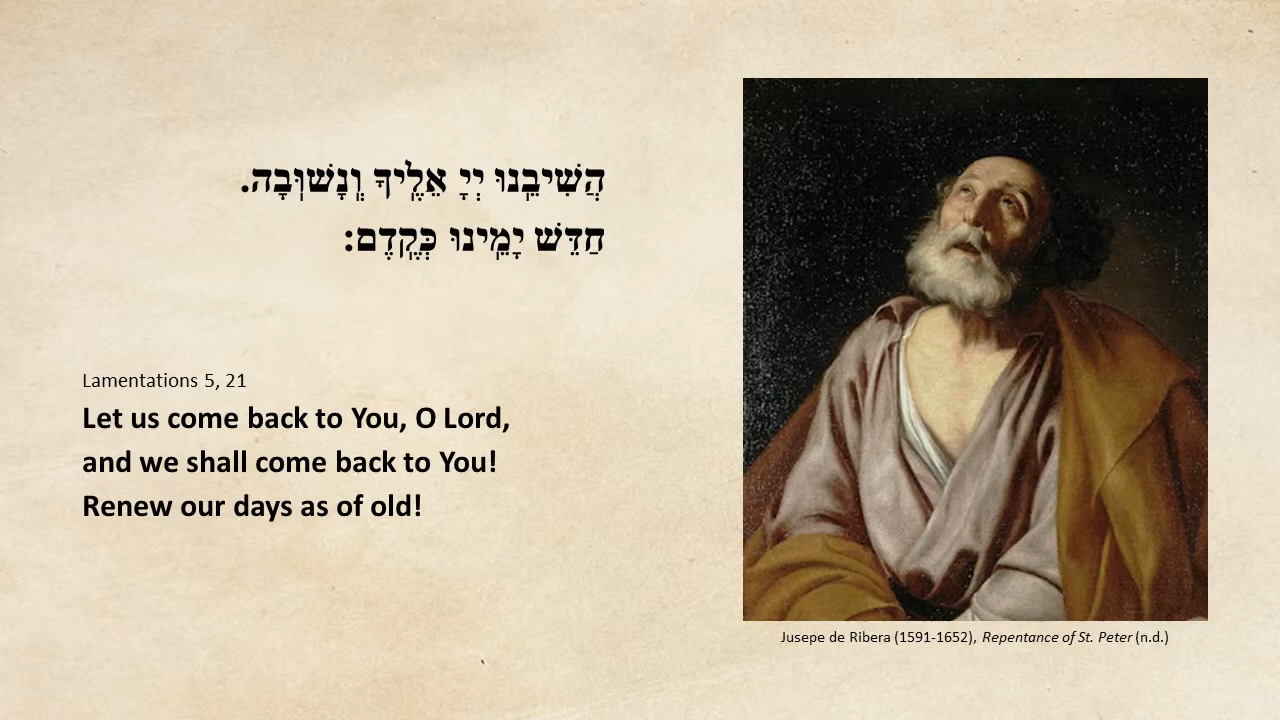 הֲשִׁיבֵֽנוּ יְיָ אֵלֶֽיךָ וְֽנָשׁוּֽבָה.
חַדֵּשׁ יָמֵֽינוּ כְּקֶֽדֶם:
Lamentations 5, 21
Let us come back to You, O Lord,
and we shall come back to You!
Renew our days as of old!
Jusepe de Ribera (1591-1652), Repentance of St. Peter (n.d.)